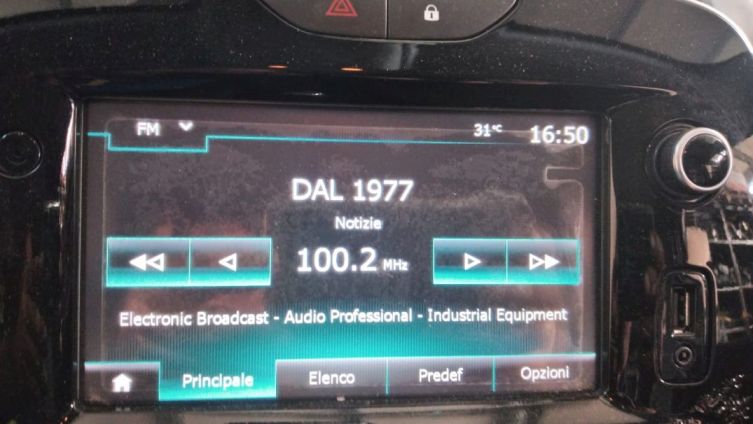 FM 31°C 16:50
DAL 1977
Notizie
100.2 MHz
Electronic Broadcast - Audio Professional - Industrial Equipment
Principale Elenco Predef Opzioni